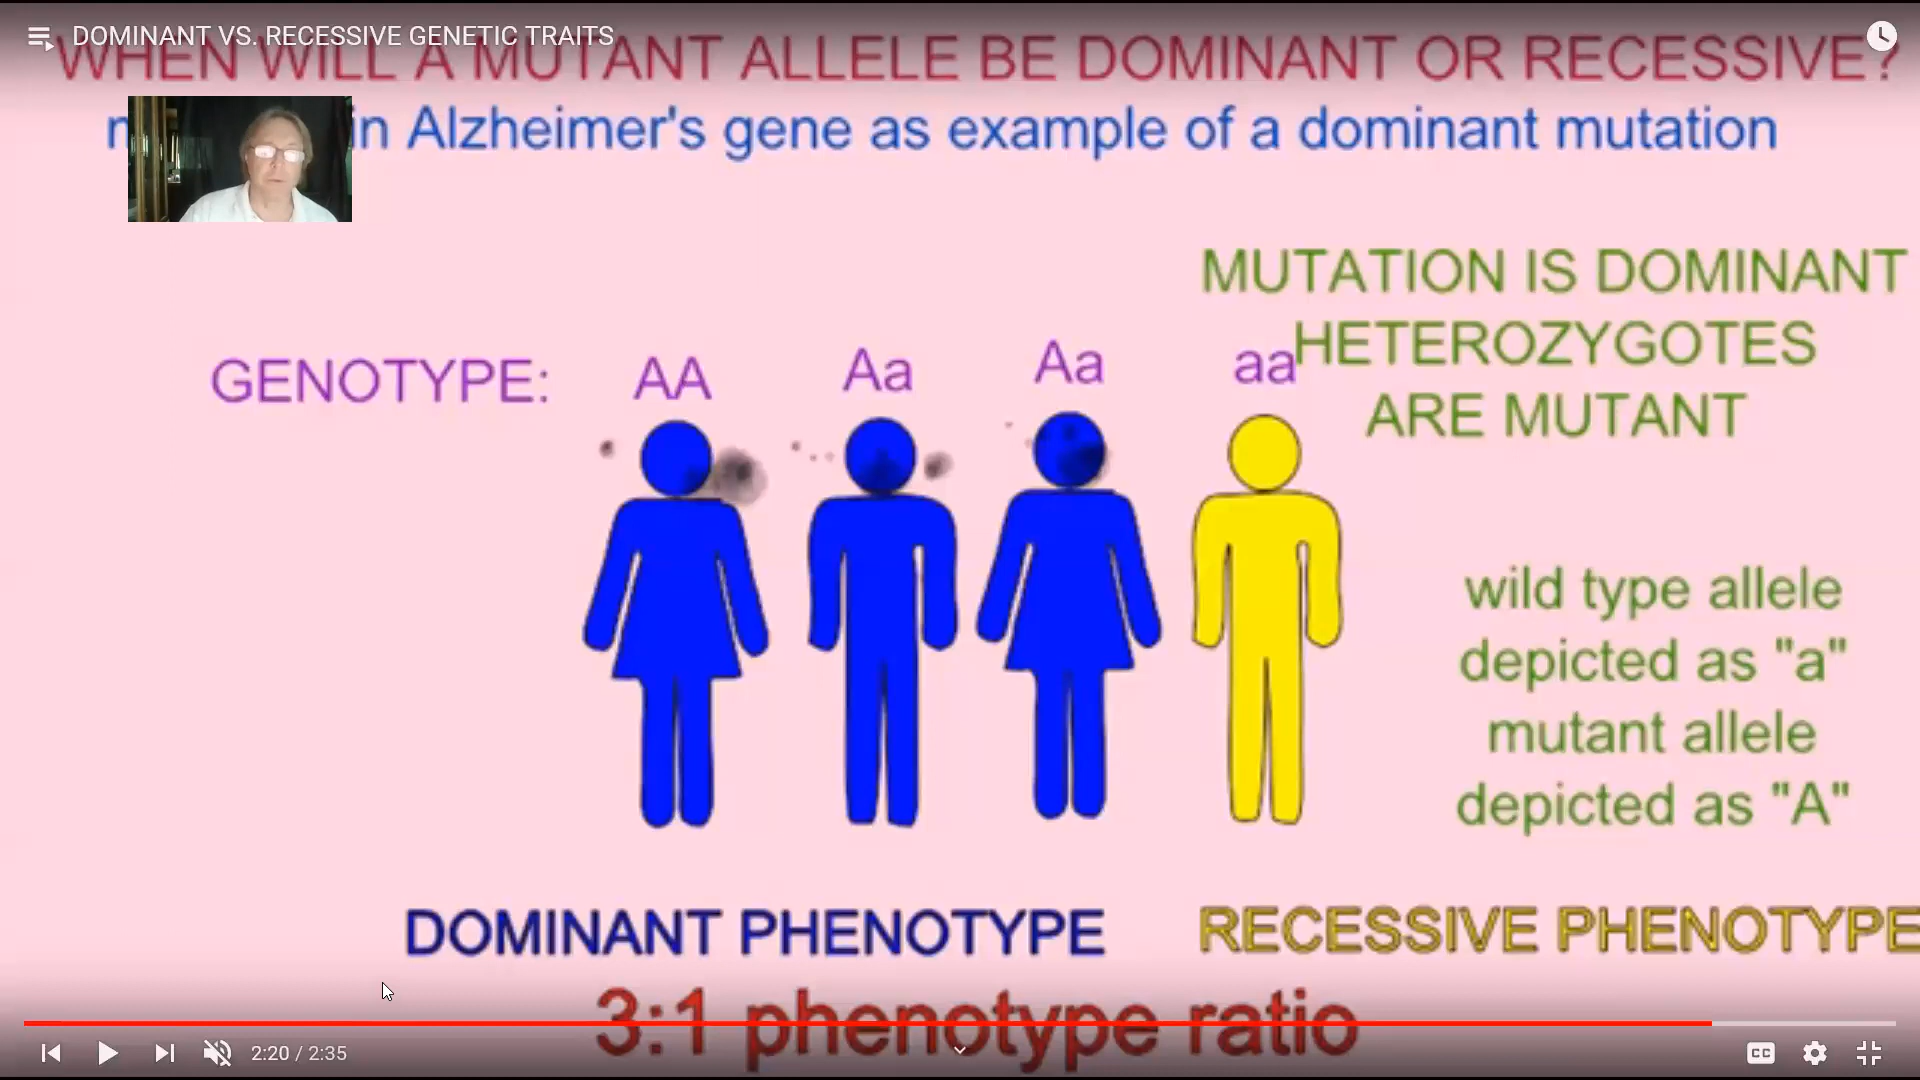 DOMINANT VS. RECESSIVE GENETIC TRAITS
WHEN WILL A MUTANT ALLELE BE DOMINANT OR RECESSIVE?
in Alzheimer's gene as example of a dominant mutation
MUTATION IS DOMINANT
HETEROZYGOTES
ARE MUTANT
GENOTYPE: AA Aa Aa aa
wild type allele
depicted as "a"
mutant allele
depicted as "A"
DOMINANT PHENOTYPE RECESSIVE PHENOTYPE
3:1 phenotype ratio
2:20 / 2:35
CC